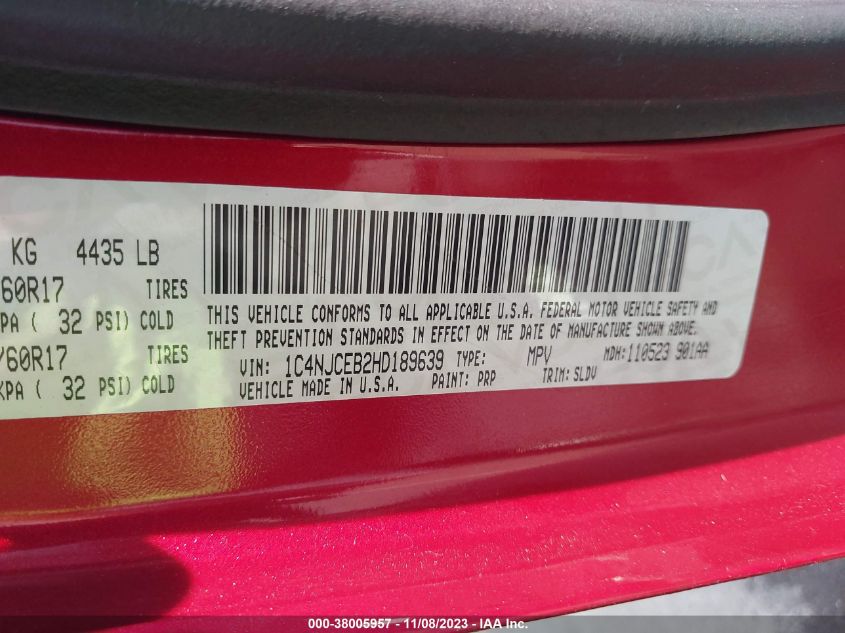 KG 4435 LB
/60R17 TIRES
KPA ( 32 PSI) COLD
/60R17 TIRES
KPA ( 32 PSI) COLD
THIS VEHICLE CONFORMS TO ALL APPLICABLE U.S.A. FEDERAL MOTOR VEHICLE SAFETY AND
THEFT PREVENTION STANDARDS IN EFFECT ON THE DATE OF MANUFACTURE SHOWN ABOVE.
VIN: 1C4NJCEB2HD189639 TYPE: MPV MDH: 110523 901AA
VEHICLE MADE IN U.S.A. PAINT: PRP TRIM: SLDV
000-38005957 - 11/08/2023 - IAA Inc.